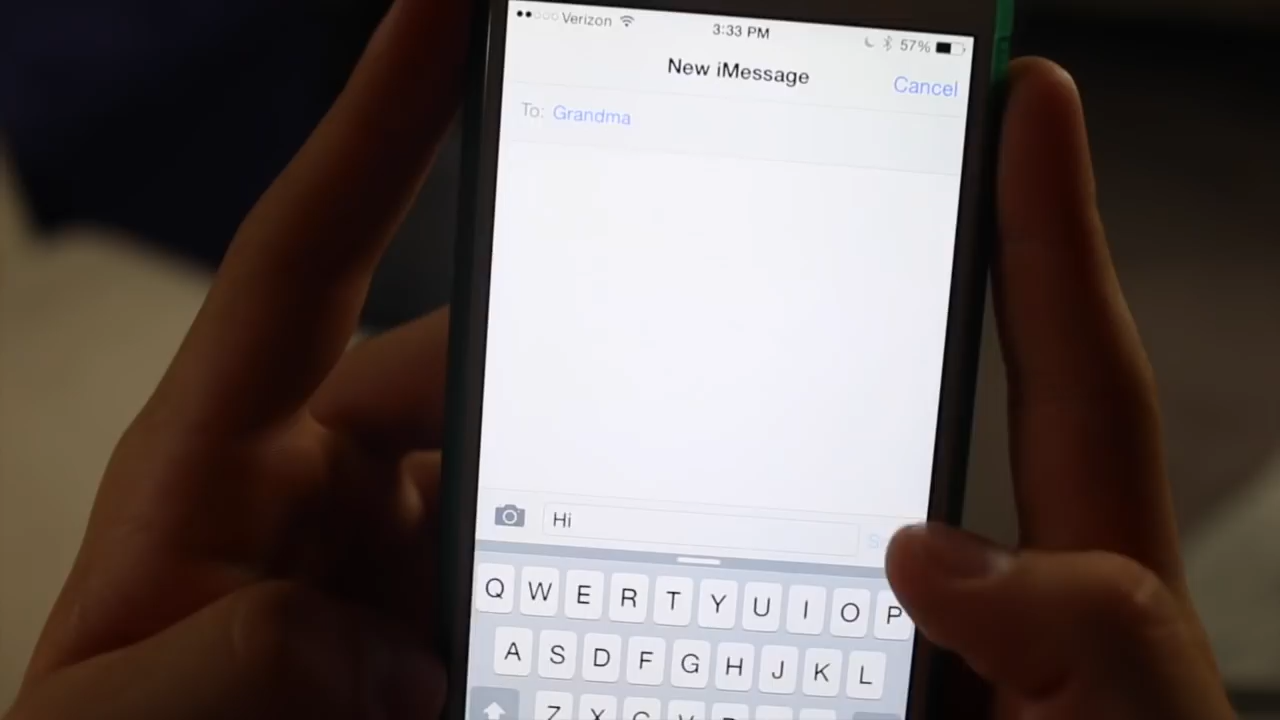 Verizon 3:33 PM 57%
New iMessage Cancel
To: Grandma
Hi
Q W E R T Y U I O P
A S D F G H J K L
Z X